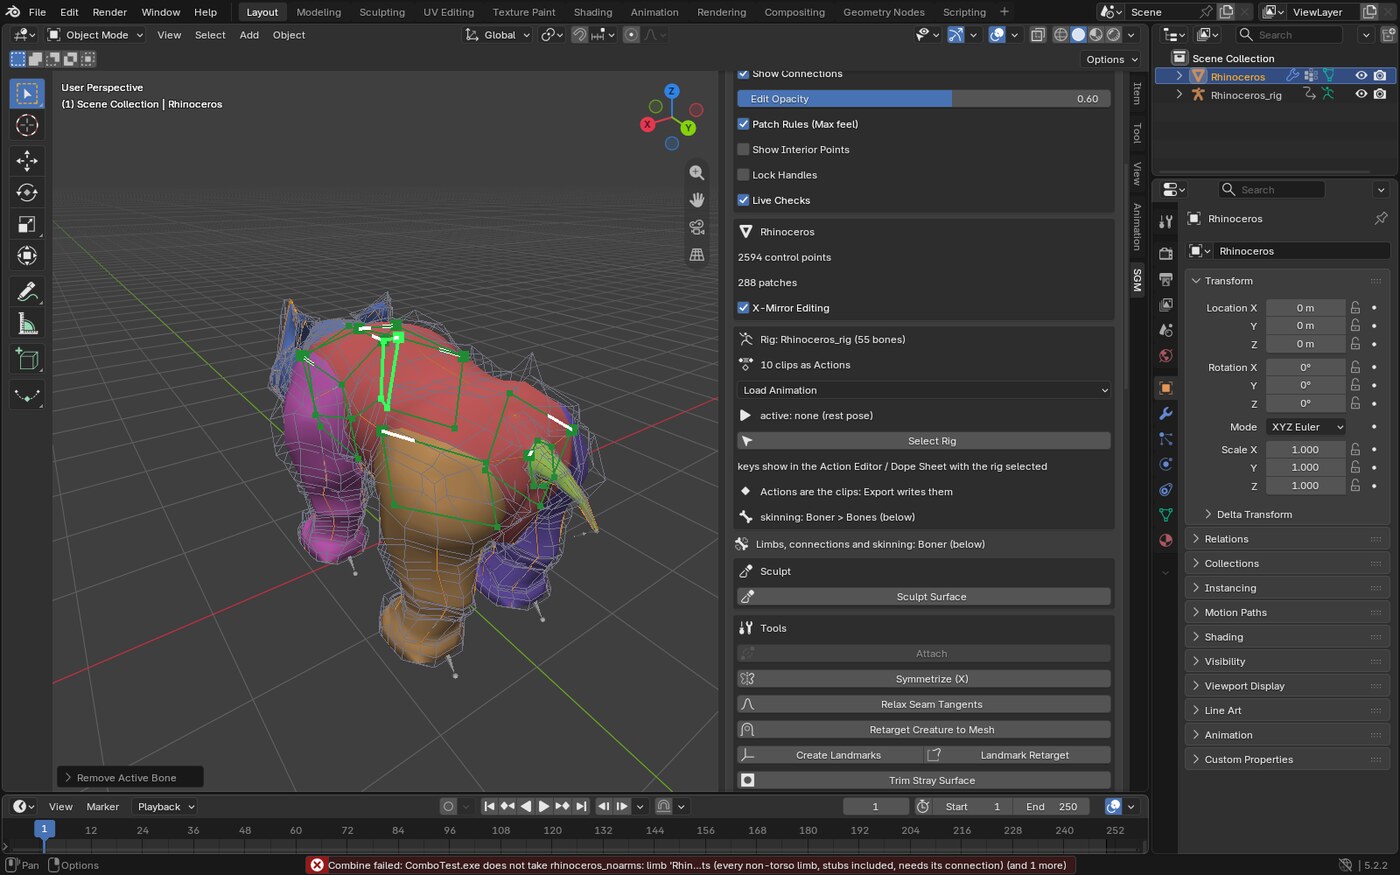 File Edit Render Window Help Layout Modeling Sculpting UV Editing Texture Paint Shading Animation Rendering Compositing Geometry Nodes Scripting + Scene ViewLayer
Object Mode View Select Add Object Global Search
Options
User Perspective
(1) Scene Collection | Rhinoceros
Z
X
Y
Show Connections
Edit Opacity 0.60
Patch Rules (Max feel)
Show Interior Points
Lock Handles
Live Checks
Rhinoceros
2594 control points
288 patches
X-Mirror Editing
Rig: Rhinoceros_rig (55 bones)
10 clips as Actions
Load Animation
active: none (rest pose)
Select Rig
keys show in the Action Editor / Dope Sheet with the rig selected
Actions are the clips: Export writes them
skinning: Boner > Bones (below)
Limbs, connections and skinning: Boner (below)
Sculpt
Sculpt Surface
Tools
Attach
Symmetrize (X)
Relax Seam Tangents
Retarget Creature to Mesh
Create Landmarks Landmark Retarget
Trim Stray Surface
Item
Tool
View
Animation
SGM
Scene Collection
Rhinoceros
Rhinoceros_rig
Search
Rhinoceros
Rhinoceros
Transform
Location X 0 m
Y 0 m
Z 0 m
Rotation X 0°
Y 0°
Z 0°
Mode XYZ Euler
Scale X 1.000
Y 1.000
Z 1.000
Delta Transform
Relations
Collections
Instancing
Motion Paths
Shading
Visibility
Viewport Display
Line Art
Animation
Custom Properties
Remove Active Bone
View Marker Playback 1 Start 1 End 250
1 12 24 36 48 60 72 84 96 108 120 132 144 156 168 180 192 204 216 228 240 252
Pan Options Combine failed: ComboTest.exe does not take rhinoceros_noarms: limb 'Rhin...ts (every non-torso limb, stubs included, needs its connection) (and 1 more) 5.2.2